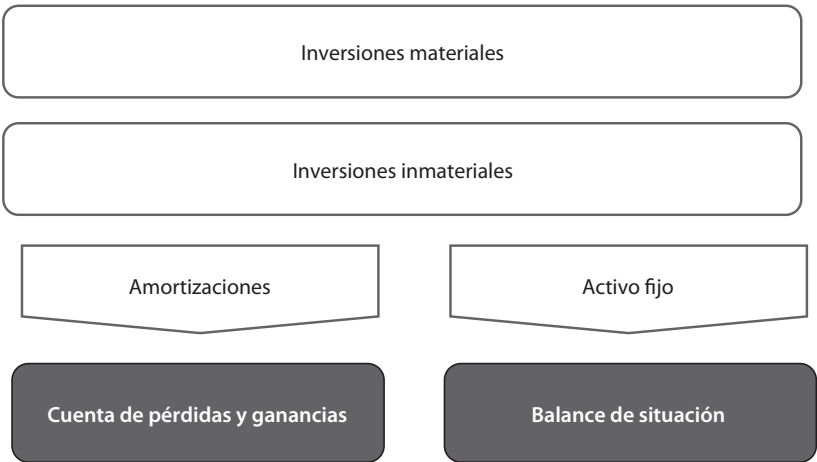 Inversiones materiales
Inversiones inmateriales
Amortizaciones
Activo fijo
Cuenta de pérdidas y ganancias
Balance de situación